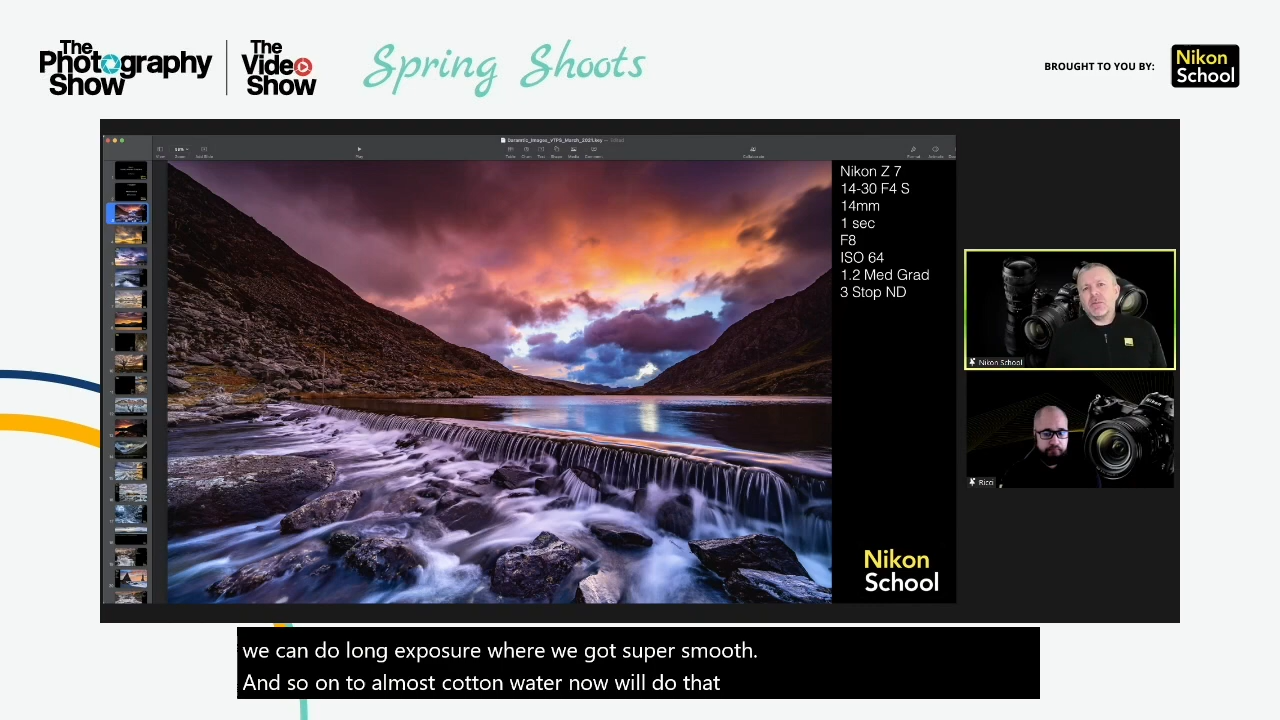 The
Photography
Show
The
Video
Show
Spring Shoots
BROUGHT TO YOU BY:
Nikon
School
Nikon Z 7
14-30 F4 S
14mm
1 sec
F8
ISO 64
1.2 Med Grad
3 Stop ND
Nikon School
Ricci
Nikon
School
we can do long exposure where we got super smooth.
And so on to almost cotton water now will do that